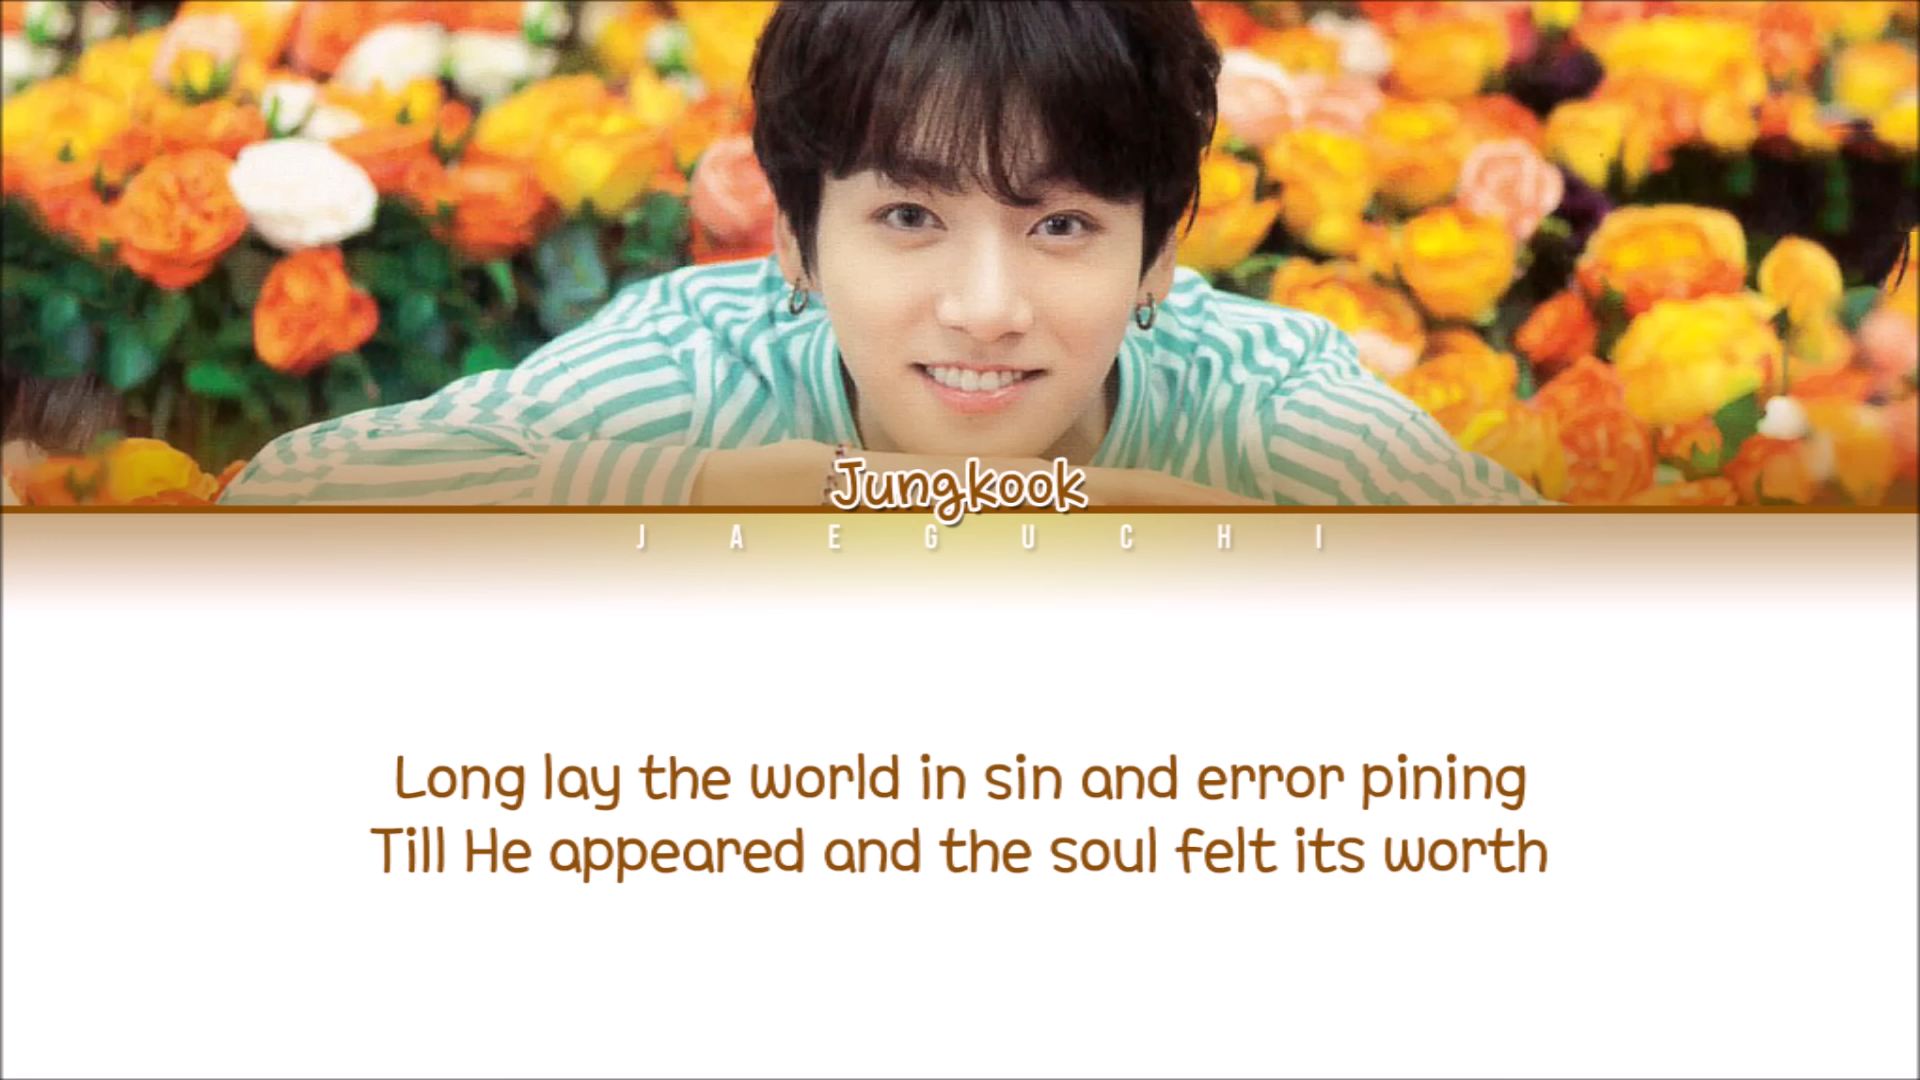 Jungkook
JAEGUCHI
Long lay the world in sin and error pining
Till He appeared and the soul felt its worth